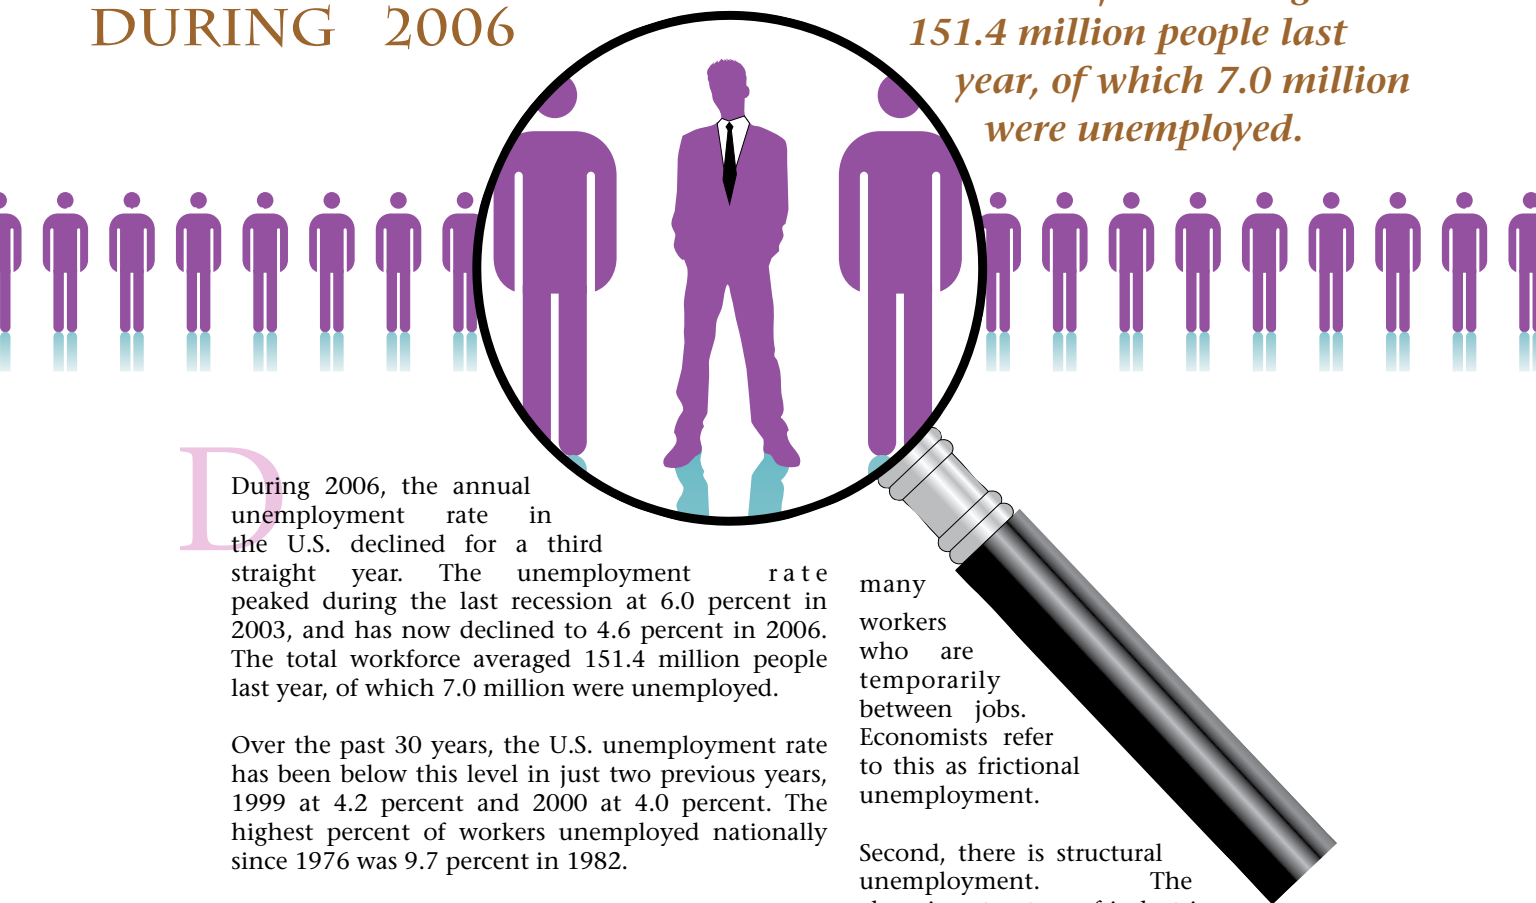 DURING 2006
151.4 million people last
year, of which 7.0 million
were unemployed.
During 2006, the annual
unemployment rate in
the U.S. declined for a third
straight year. The unemployment rate
peaked during the last recession at 6.0 percent in
2003, and has now declined to 4.6 percent in 2006.
The total workforce averaged 151.4 million people
last year, of which 7.0 million were unemployed.
Over the past 30 years, the U.S. unemployment rate
has been below this level in just two previous years,
1999 at 4.2 percent and 2000 at 4.0 percent. The
highest percent of workers unemployed nationally
since 1976 was 9.7 percent in 1982.
many
workers
who are
temporarily
between jobs.
Economists refer
to this as frictional
unemployment.
Second, there is structural
unemployment. The